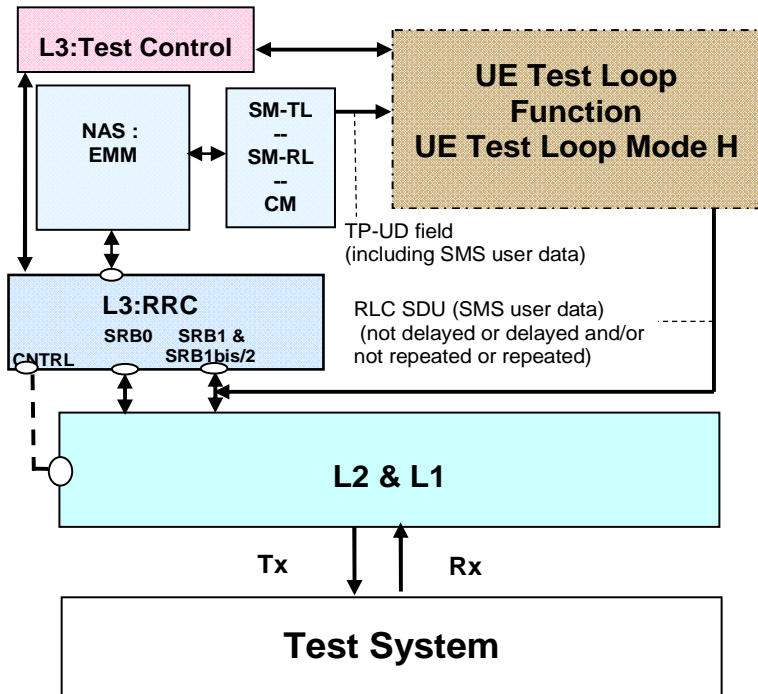 L3:Test Control
UE Test Loop
Function
UE Test Loop Mode H
NAS :
EMM
SM-TL
--
SM-RL
--
CM
TP-UD field
(including SMS user data)
RLC SDU (SMS user data)
(not delayed or delayed and/or
not repeated or repeated)
L3:RRC
CNTRL
SRB0
SRB1 &
SRB1bis/2
L2 & L1
Tx
Rx
Test System